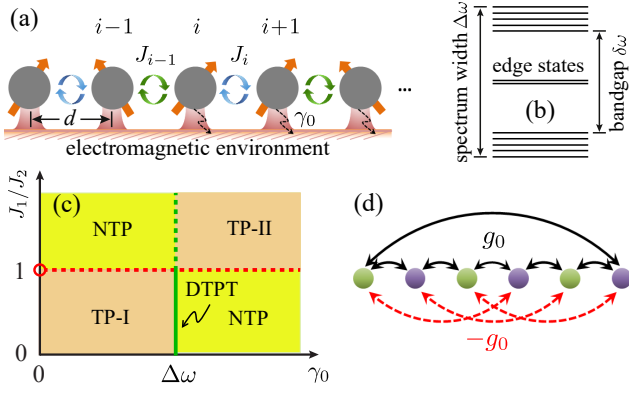 (a)
i−1
i
i+1
J_{i−1}
J_i
...
d
γ_0
electromagnetic environment
spectrum width Δω
edge states
(b)
bandgap δω
J_1/J_2
(c)
NTP
TP-II
1
DTPT
TP-I
NTP
0
0
Δω
γ_0
(d)
g_0
−g_0